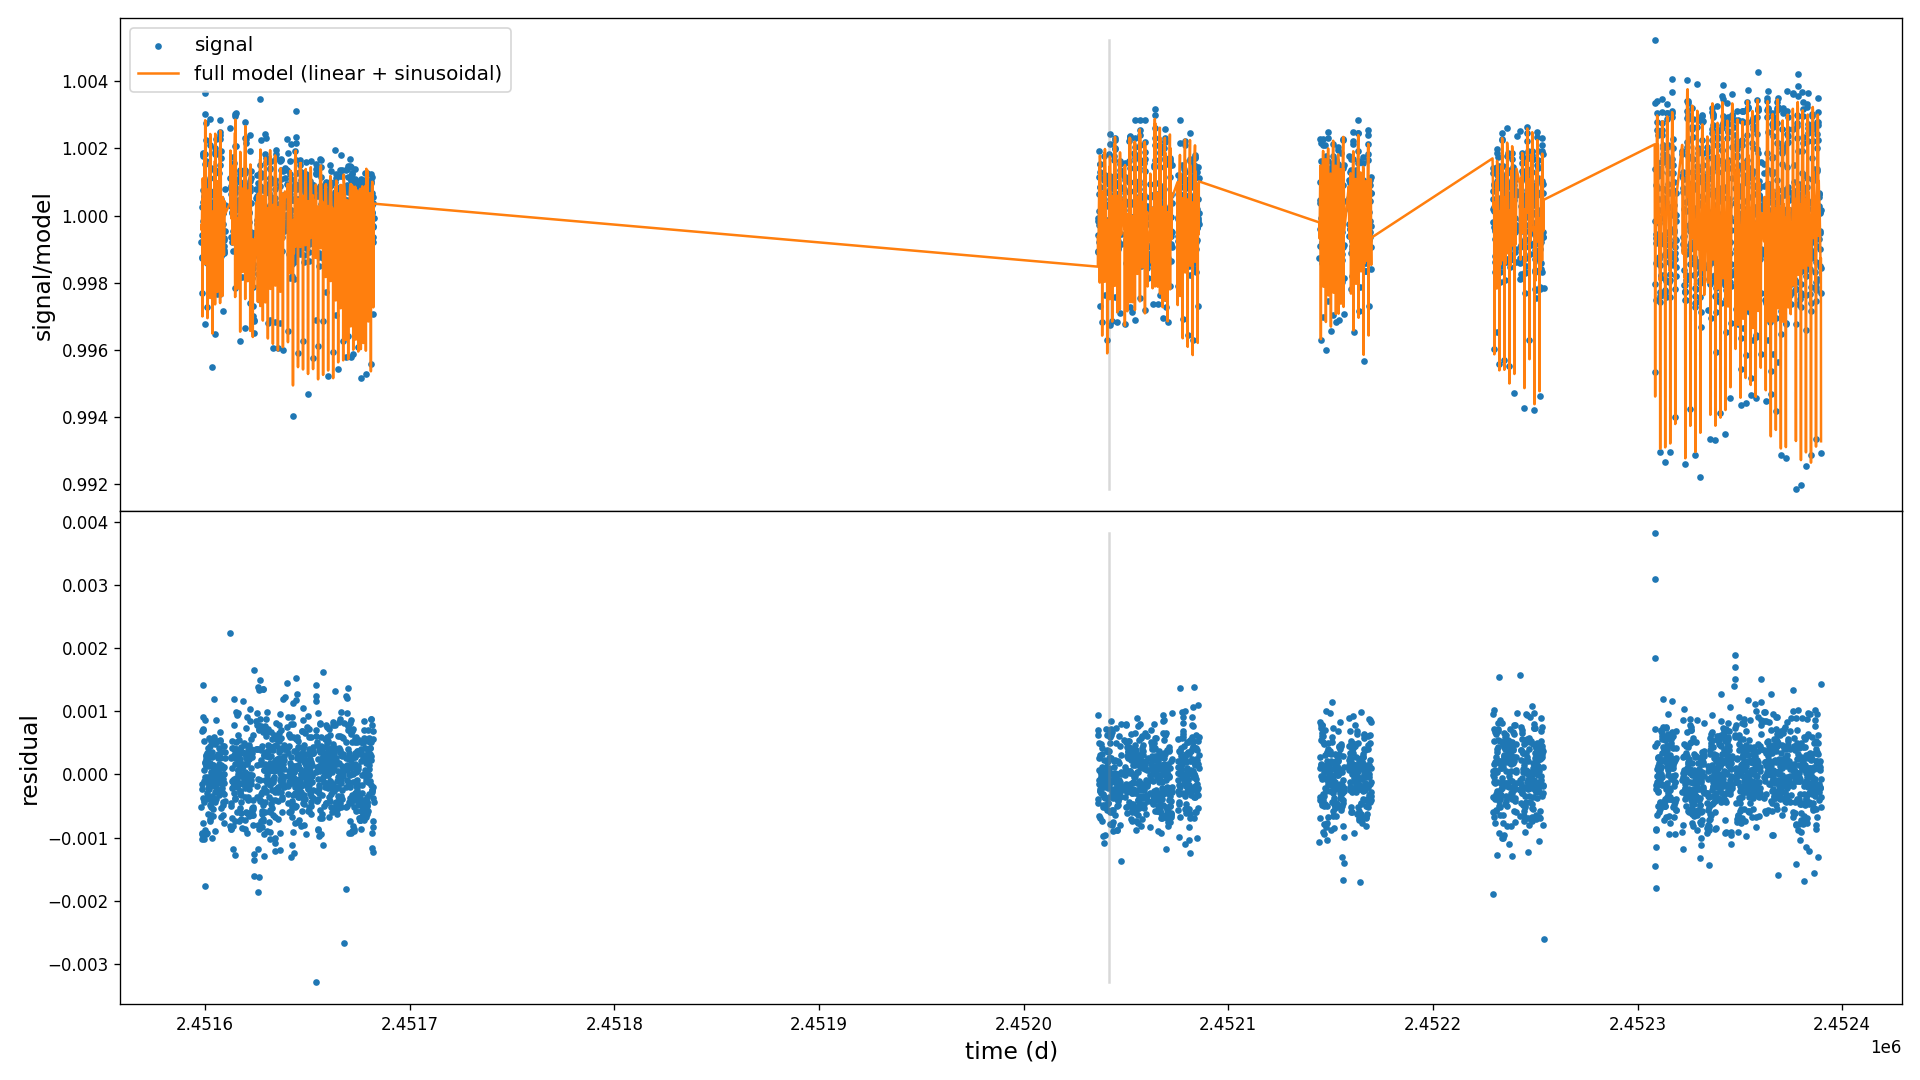 signal
full model (linear + sinusoidal)
signal/model
1.004
1.002
1.000
0.998
0.996
0.994
0.992
residual
0.004
0.003
0.002
0.001
0.000
−0.001
−0.002
−0.003
2.4516 2.4517 2.4518 2.4519 2.4520 2.4521 2.4522 2.4523 2.4524
1e6
time (d)